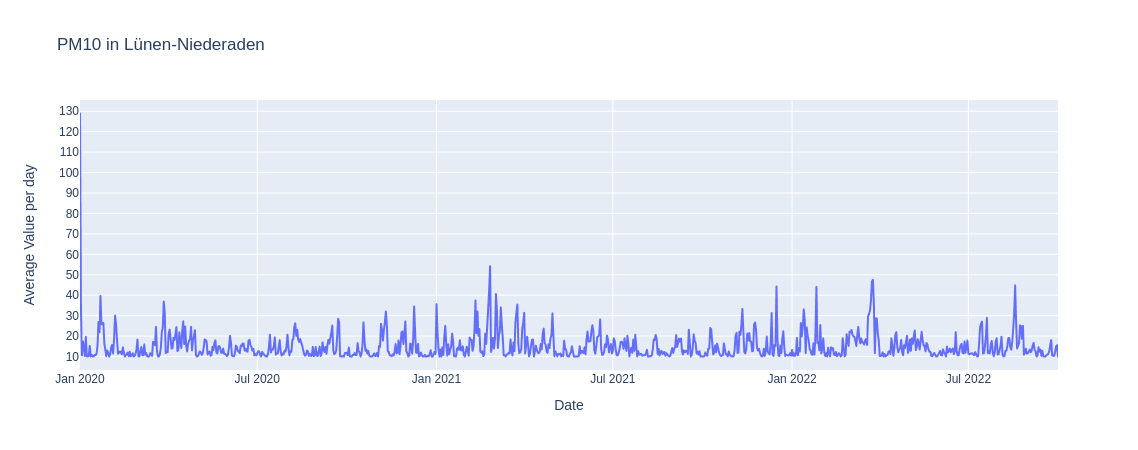 PM10 in Lünen-Niederaden
130
120
110
100
90
80
70
60
50
40
30
20
10
Average Value per day
Jan 2020
Jul 2020
Jan 2021
Jul 2021
Jan 2022
Jul 2022
Date